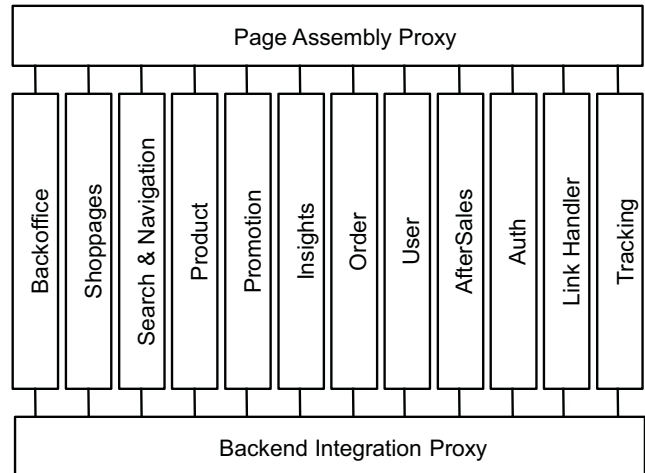 Page Assembly Proxy
Backoffice
Shoppages
Search & Navigation
Product
Promotion
Insights
Order
User
AfterSales
Auth
Link Handler
Tracking
Backend Integration Proxy